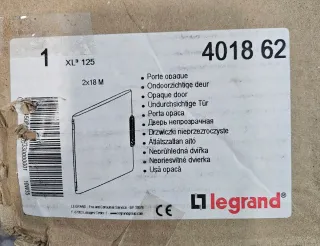 1 XL³ 125
4018 62
2x18 M
• Porte opaque
• Ondoorzichtige deur
• Opaque door
• Undurchsichtige Tür
• Porta opaca
• Дверь непрозрачная
• Drzwiczki nieprzezroczyste
• Átlátszatlan ajtó
• Neprůhledná dvířka
• Nepriesvitné dvierka
• Uşă opacă
legrand
CE